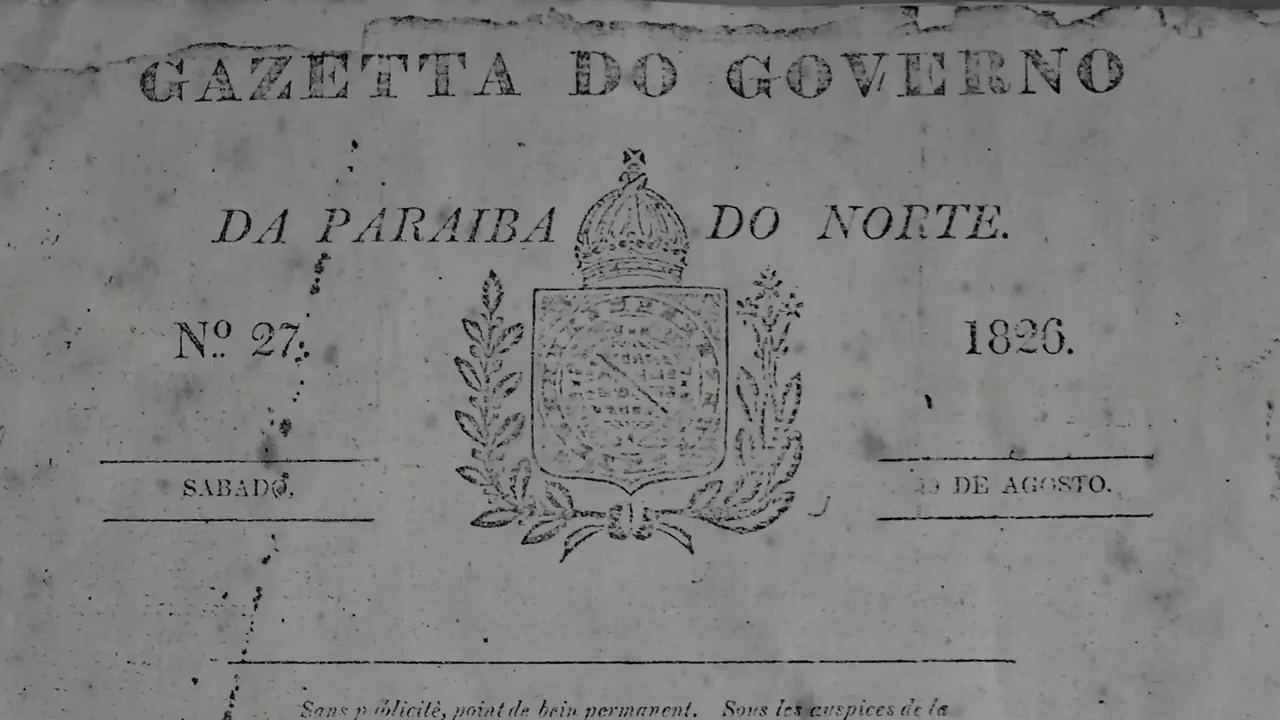 GAZETTA DO GOVERNO
DA PARAIBA DO NORTE.
Nº. 27.
1826.
SABADO,
DE AGOSTO.
Sans publicité, point de bein permanent. Sous les auspices de la